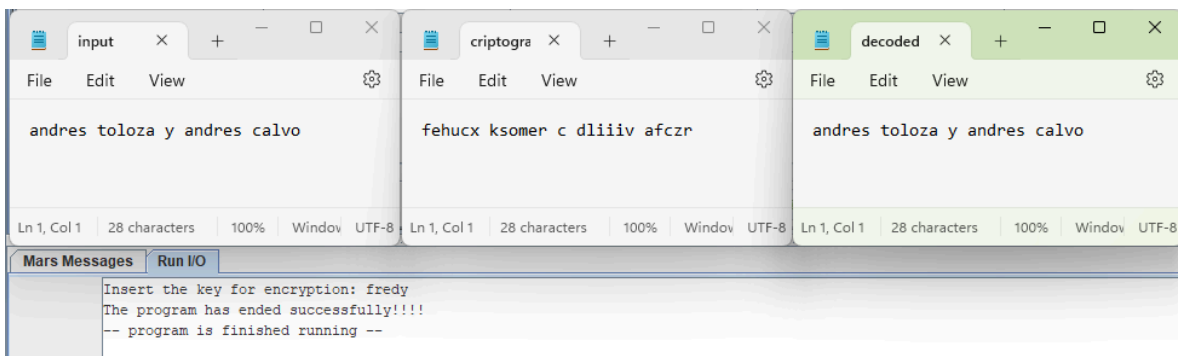 input × +
File Edit View
andres toloza y andres calvo
Ln 1, Col 1 28 characters 100% Window UTF-8
criptogra × +
File Edit View
fehucx ksomer c dliiiv afczr
Ln 1, Col 1 28 characters 100% Window UTF-8
decoded × +
File Edit View
andres toloza y andres calvo
Ln 1, Col 1 28 characters 100% Window UTF-8
Mars Messages Run I/O
Insert the key for encryption: fredy
The program has ended successfully!!!!
-- program is finished running --